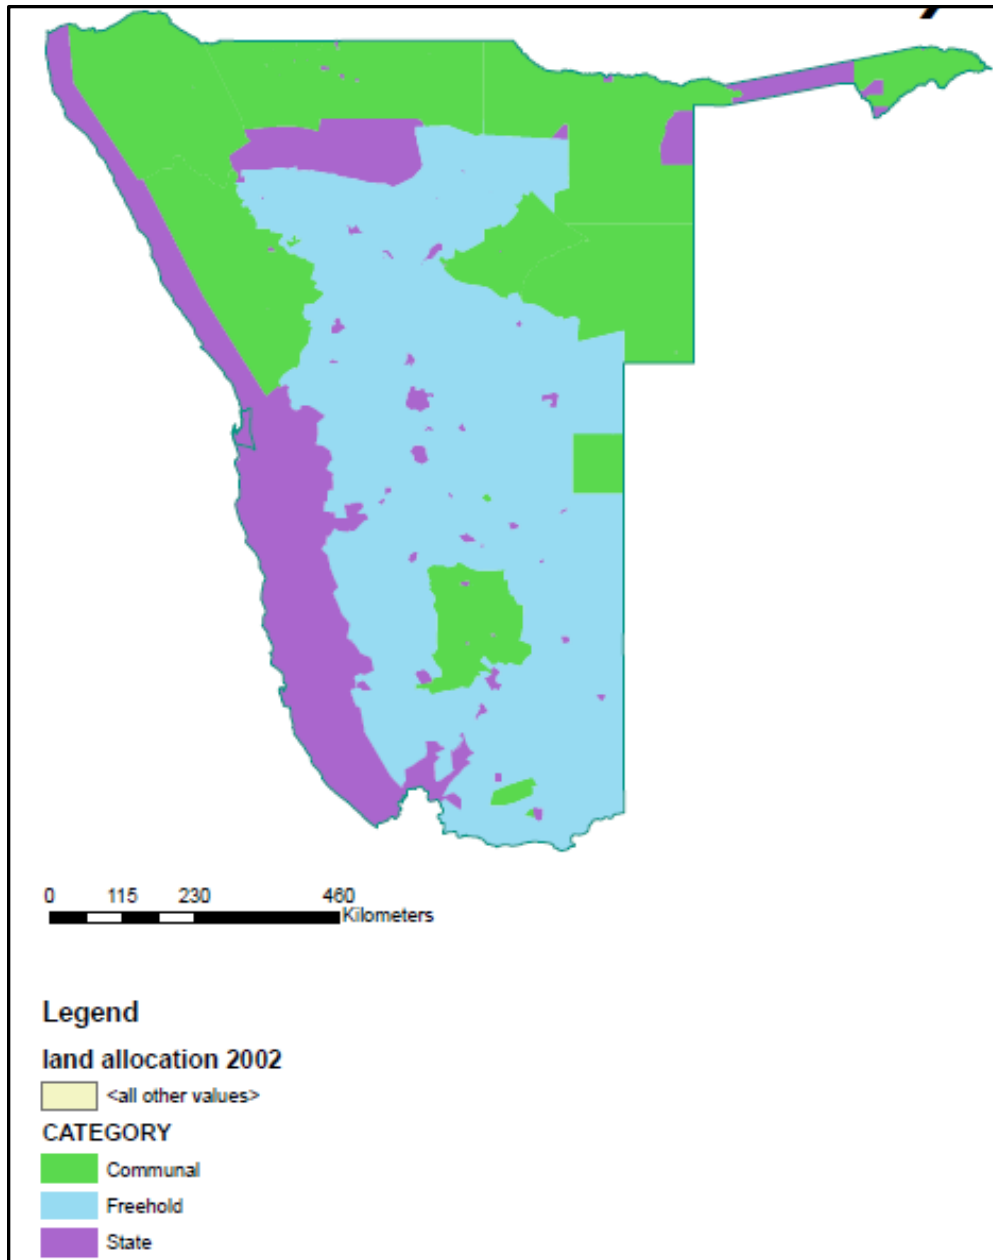 0 115 230 460
Kilometers
Legend
land allocation 2002
<all other values>
CATEGORY
Communal
Freehold
State